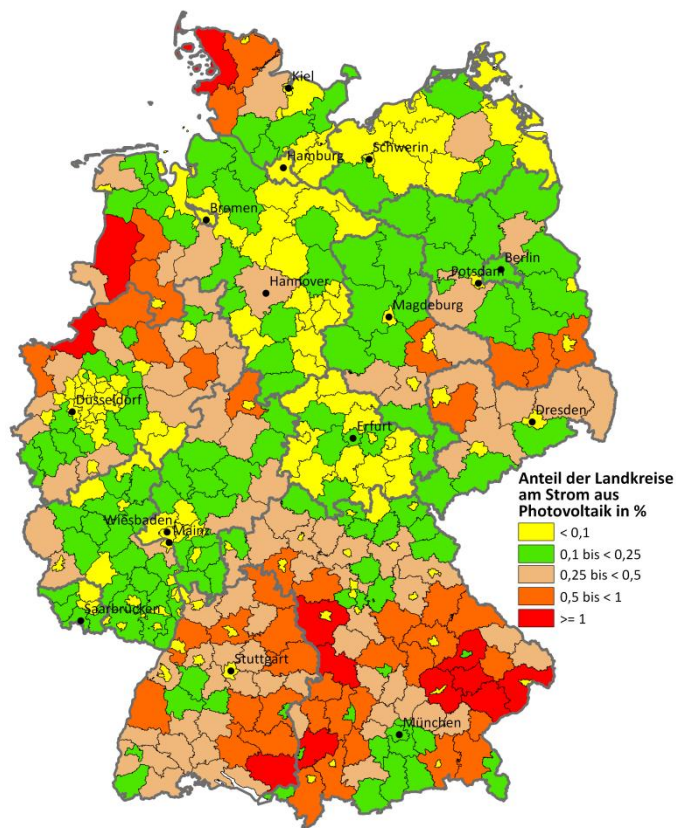 Kiel
Schwerin
Hamburg
Bremen
Berlin
Potsdam
Hannover
Magdeburg
Düsseldorf
Erfurt
Dresden
Wiesbaden
Mainz
Saarbrücken
Stuttgart
München
Anteil der Landkreise
am Strom aus
Photovoltaik in %
< 0,1
0,1 bis < 0,25
0,25 bis < 0,5
0,5 bis < 1
>= 1